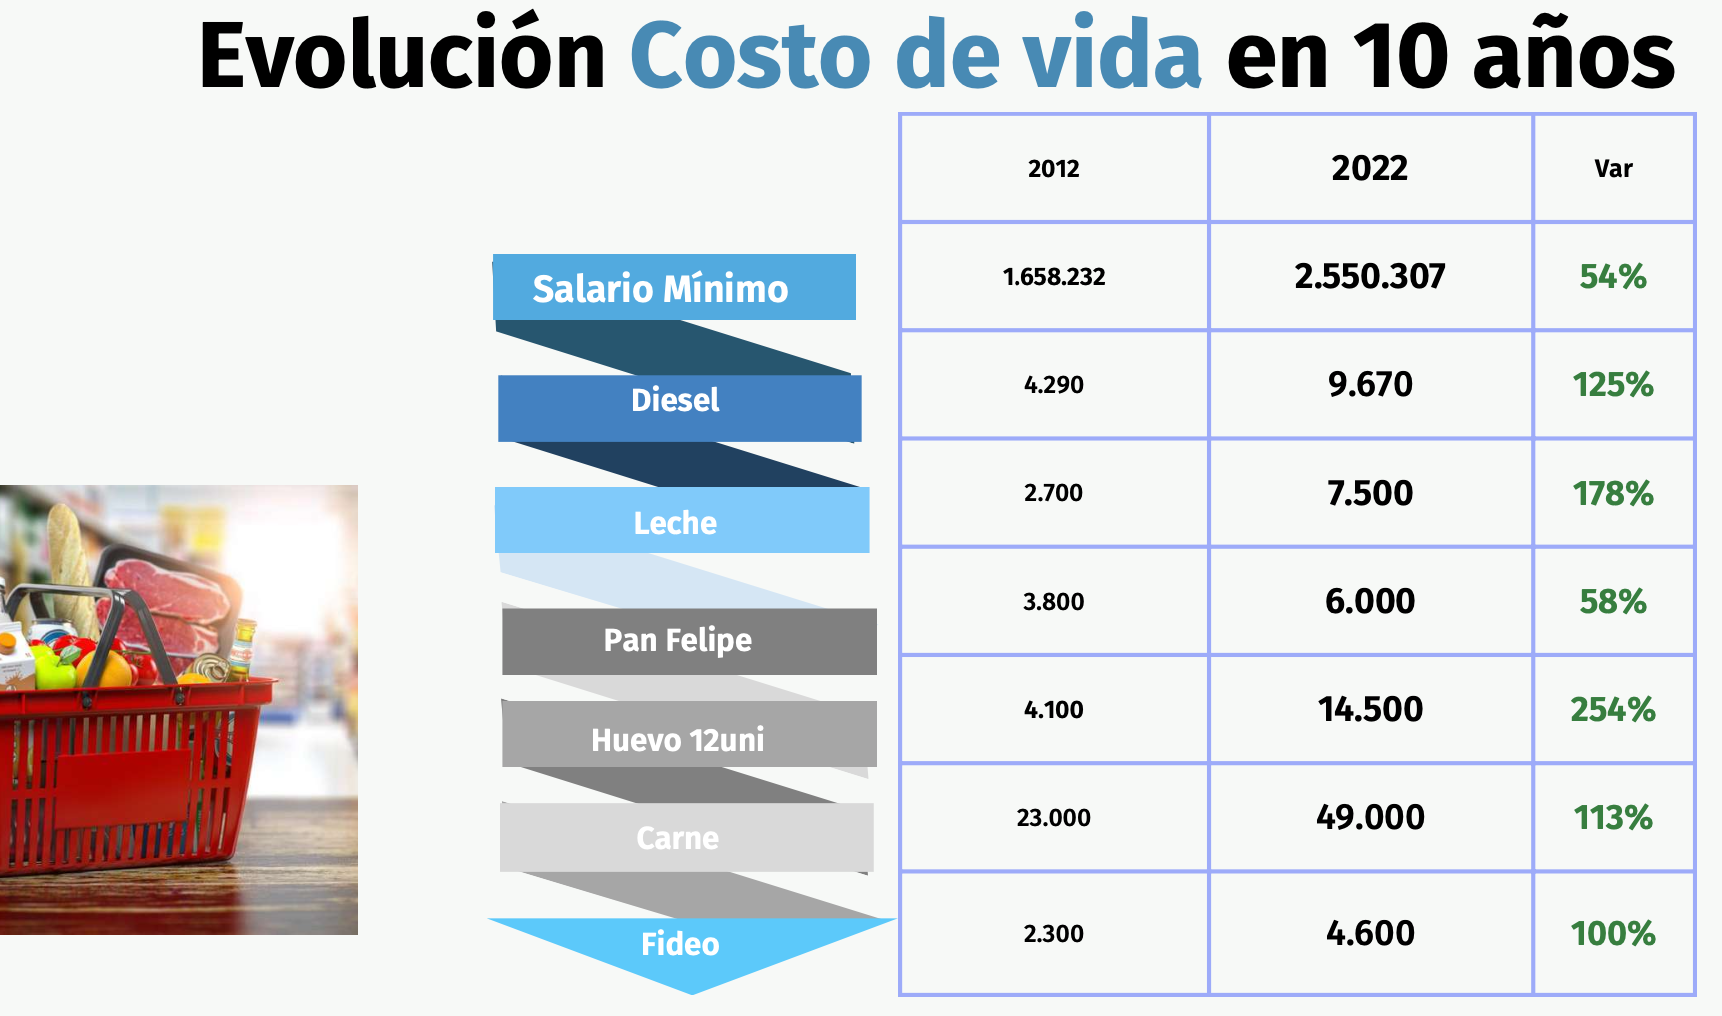 Evolución Costo de vida en 10 años
2012 2022 Var
Salario Mínimo 1.658.232 2.550.307 54%
Diesel 4.290 9.670 125%
Leche 2.700 7.500 178%
Pan Felipe 3.800 6.000 58%
Huevo 12uni 4.100 14.500 254%
Carne 23.000 49.000 113%
Fideo 2.300 4.600 100%